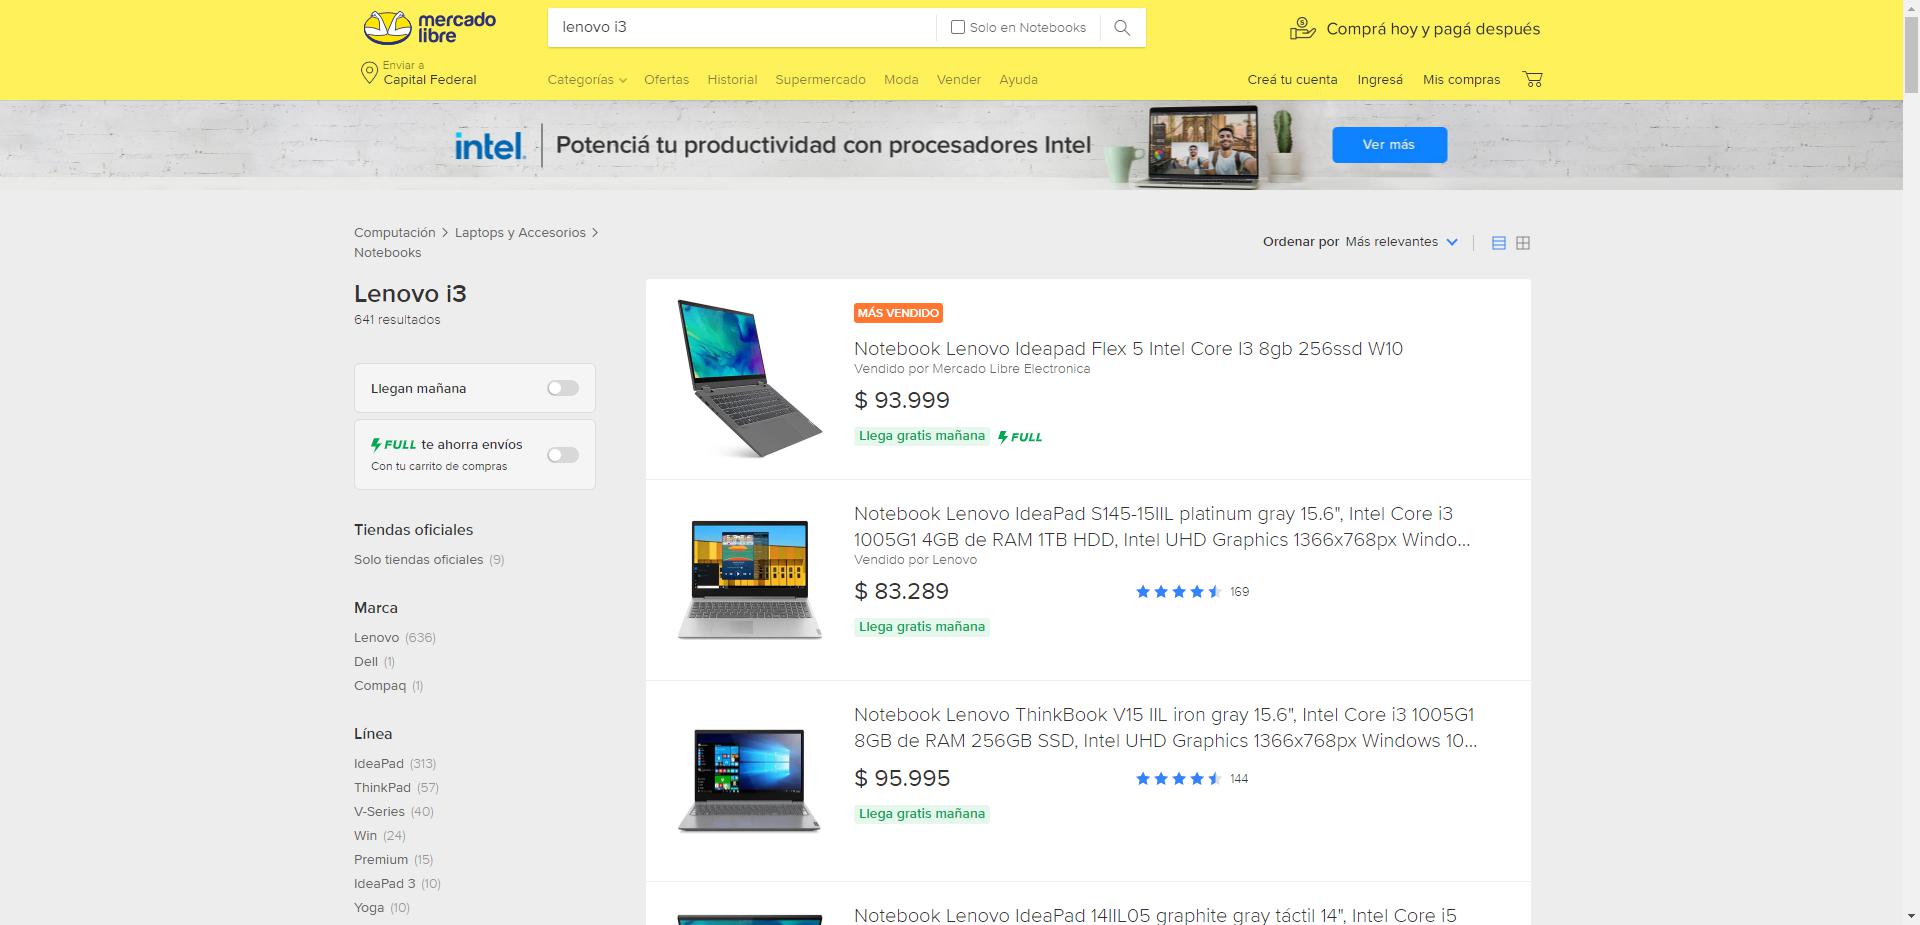 mercado
libre
lenovo i3
Solo en Notebooks
Comprá hoy y pagá después
Enviar a
Capital Federal
Categorías
Ofertas
Historial
Supermercado
Moda
Vender
Ayuda
Creá tu cuenta
Ingresá
Mis compras
intel.
Potenciá tu productividad con procesadores Intel
Ver más
Computación > Laptops y Accesorios >
Notebooks
Ordenar por Más relevantes
Lenovo i3
641 resultados
Llegan mañana
FULL te ahorra envíos
Con tu carrito de compras
Tiendas oficiales
Solo tiendas oficiales (9)
Marca
Lenovo (636)
Dell (1)
Compaq (1)
Línea
IdeaPad (313)
ThinkPad (57)
V-Series (40)
Win (24)
Premium (15)
IdeaPad 3 (10)
Yoga (10)
MÁS VENDIDO
Notebook Lenovo Ideapad Flex 5 Intel Core I3 8gb 256ssd W10
Vendido por Mercado Libre Electronica
$ 93.999
Llega gratis mañana FULL
Notebook Lenovo IdeaPad S145-15IIL platinum gray 15.6", Intel Core i3
1005G1 4GB de RAM 1TB HDD, Intel UHD Graphics 1366x768px Windo...
Vendido por Lenovo
$ 83.289
169
Llega gratis mañana
Notebook Lenovo ThinkBook V15 IIL iron gray 15.6", Intel Core i3 1005G1
8GB de RAM 256GB SSD, Intel UHD Graphics 1366x768px Windows 10...
$ 95.995
144
Llega gratis mañana
Notebook Lenovo IdeaPad 14IIL05 graphite gray táctil 14", Intel Core i5